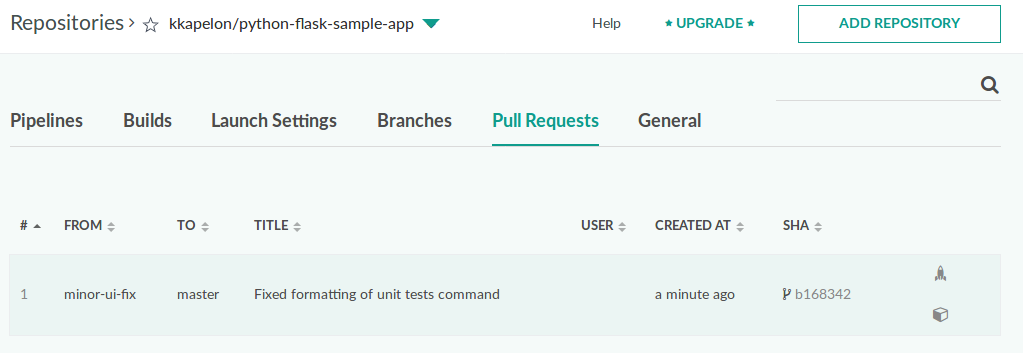 Repositories > kkapelon/python-flask-sample-app Help UPGRADE ADD REPOSITORY
Pipelines Builds Launch Settings Branches Pull Requests General
# FROM TO TITLE USER CREATED AT SHA
1 minor-ui-fix master Fixed formatting of unit tests command a minute ago b168342